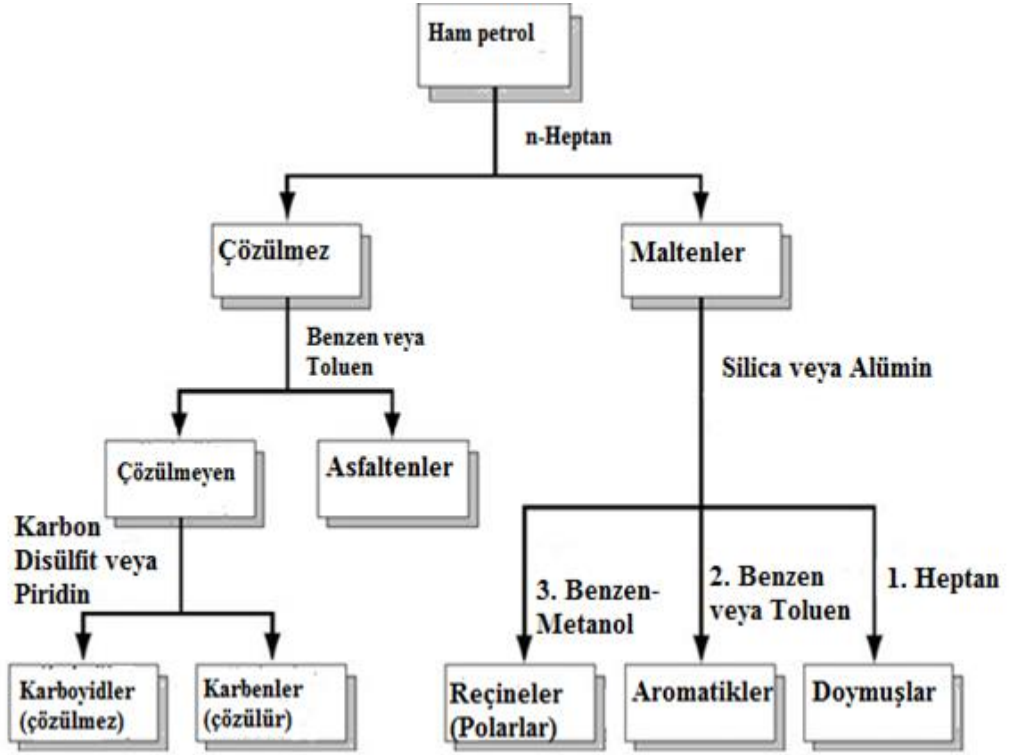 Ham petrol
n-Heptan
Çözülmez
Maltenler
Benzen veya
Toluen
Silica veya Alümin
Çözülmeyen
Asfaltenler
Karbon
Disülfit veya
Piridin
3. Benzen-
Metanol
2. Benzen
veya Toluen
1. Heptan
Karboyidler
(çözülmez)
Karbenler
(çözülür)
Reçineler
(Polarlar)
Aromatikler
Doymuşlar